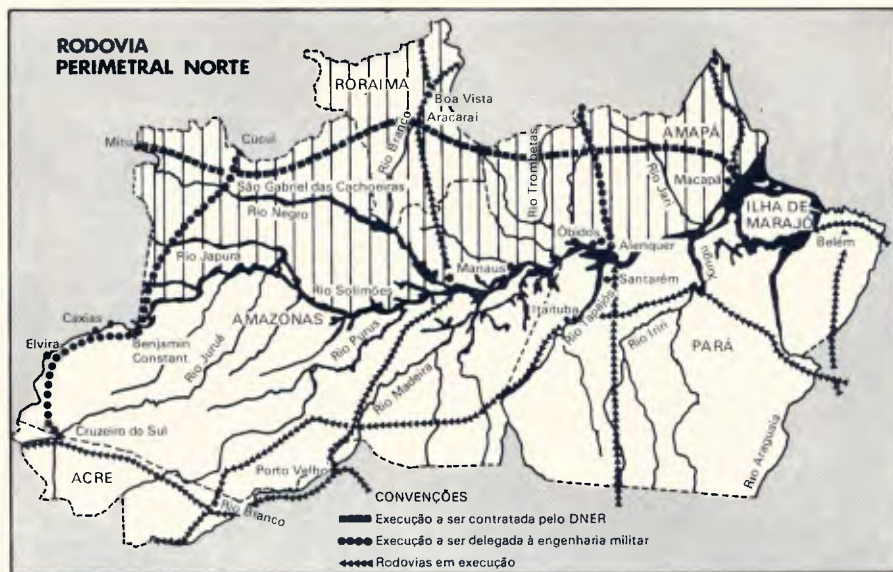 RODOVIA
PERIMETRAL NORTE
RORAIMA
Boa Vista
Aracaraí
Rio Branco
Mitu
Cucuí
São Gabriel das Cachoeiras
Rio Negro
Rio Trombetas
AMAPÁ
Rio Jari
Macapá
ILHA DE
MARAJÓ
Belém
Óbidos
Alenquer
Xingu
Rio Japurá
Manaus
Santarém
Rio Solimões
Itaituba
Rio Tapajós
Caxias
AMAZONAS
Rio Purus
Elvira
Benjamin
Constant
Rio Juruá
Rio Madeira
Rio Iriri
PARÁ
Cruzeiro do Sul
Rio Araguaia
ACRE
Porto Velho
Rio Branco
CONVENÇÕES
Execução a ser contratada pelo DNER
Execução a ser delegada à engenharia militar
Rodovias em execução